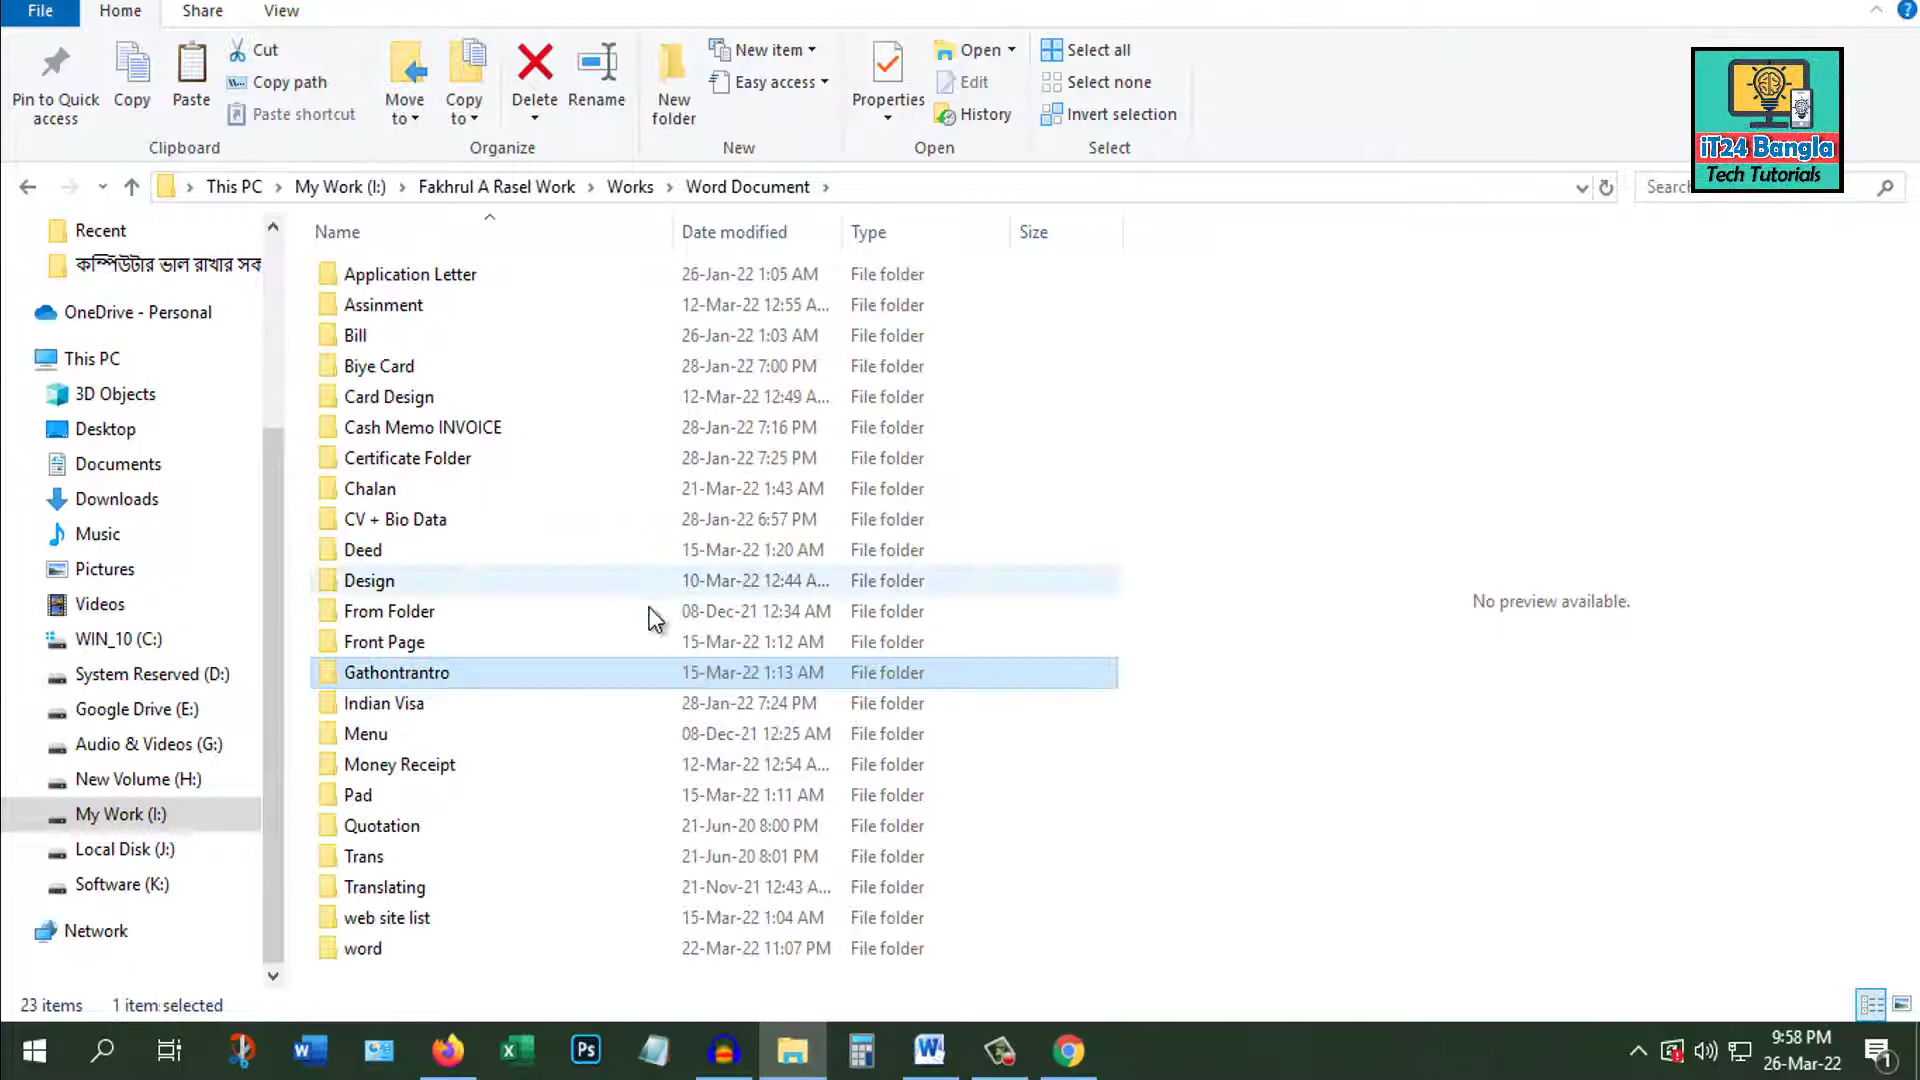 File Home Share View
Pin to Quick access
Copy
Paste
Cut
Copy path
Paste shortcut
Clipboard
Move to
Copy to
Delete
Rename
Organize
New folder
New item
Easy access
New
Properties
Open
Edit
History
Open
Select all
Select none
Invert selection
Select
iT24 Bangla
Tech Tutorials
This PC > My Work (I:) > Fakhrul A Rasel Work > Works > Word Document >
Recent
কম্পিউটার ভাল রাখার সক
OneDrive - Personal
This PC
3D Objects
Desktop
Documents
Downloads
Music
Pictures
Videos
WIN_10 (C:)
System Reserved (D:)
Google Drive (E:)
Audio & Videos (G:)
New Volume (H:)
My Work (I:)
Local Disk (J:)
Software (K:)
Network
Name Date modified Type Size
Application Letter 26-Jan-22 1:05 AM File folder
Assinment 12-Mar-22 12:55 A... File folder
Bill 26-Jan-22 1:03 AM File folder
Biye Card 28-Jan-22 7:00 PM File folder
Card Design 12-Mar-22 12:49 A... File folder
Cash Memo INVOICE 28-Jan-22 7:16 PM File folder
Certificate Folder 28-Jan-22 7:25 PM File folder
Chalan 21-Mar-22 1:43 AM File folder
CV + Bio Data 28-Jan-22 6:57 PM File folder
Deed 15-Mar-22 1:20 AM File folder
Design 10-Mar-22 12:44 A... File folder
From Folder 08-Dec-21 12:34 AM File folder
Front Page 15-Mar-22 1:12 AM File folder
Gathontrantro 15-Mar-22 1:13 AM File folder
Indian Visa 28-Jan-22 7:24 PM File folder
Menu 08-Dec-21 12:25 AM File folder
Money Receipt 12-Mar-22 12:54 A... File folder
Pad 15-Mar-22 1:11 AM File folder
Quotation 21-Jun-20 8:00 PM File folder
Trans 21-Jun-20 8:01 PM File folder
Translating 21-Nov-21 12:43 A... File folder
web site list 15-Mar-22 1:04 AM File folder
word 22-Mar-22 11:07 PM File folder
No preview available.
23 items 1 item selected
Ps
9:58 PM
26-Mar-22
1